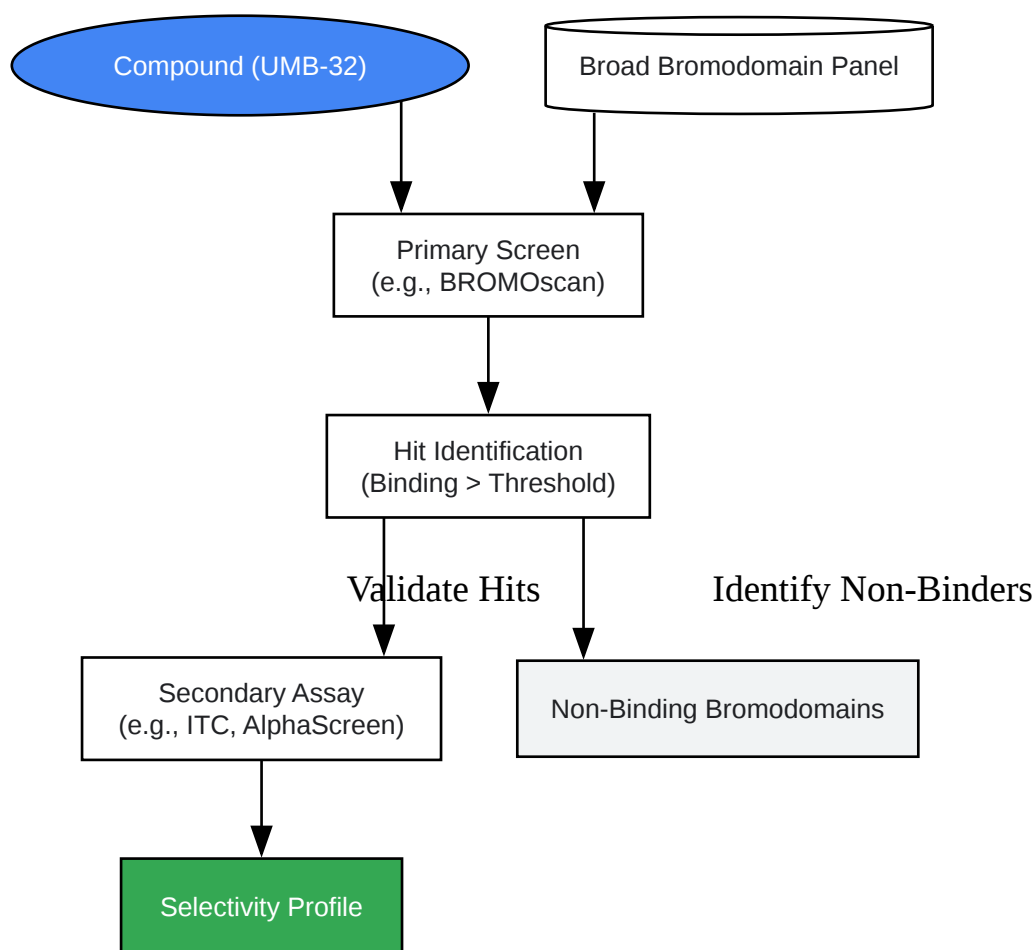 Compound (UMB-32)
Broad Bromodomain Panel
Primary Screen
(e.g., BROMOscan)
Hit Identification
(Binding > Threshold)
Validate Hits
Identify Non-Binders
Secondary Assay
(e.g., ITC, AlphaScreen)
Non-Binding Bromodomains
Selectivity Profile